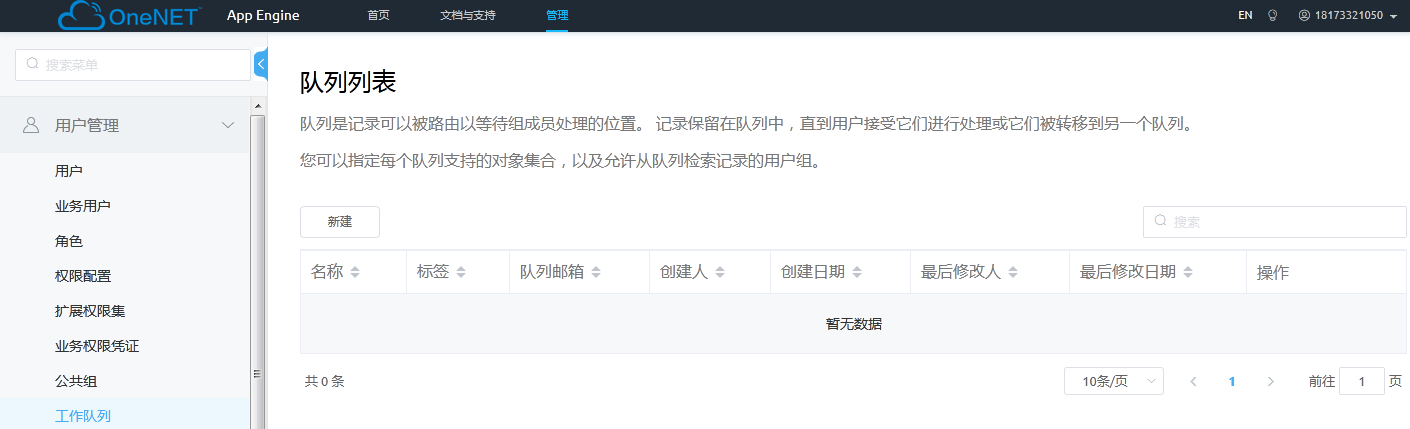 OneNET™ App Engine 首页 文档与支持 管理 EN 18173321050
搜索菜单
用户管理
用户
业务用户
角色
权限配置
扩展权限集
业务权限凭证
公共组
工作队列
队列列表
队列是记录可以被路由以等待组成员处理的位置。 记录保留在队列中，直到用户接受它们进行处理或它们被转移到另一个队列。
您可以指定每个队列支持的对象集合，以及允许从队列检索记录的用户组。
新建 搜索
名称 标签 队列邮箱 创建人 创建日期 最后修改人 最后修改日期 操作
暂无数据
共 0 条 10条/页 1 前往 1 页